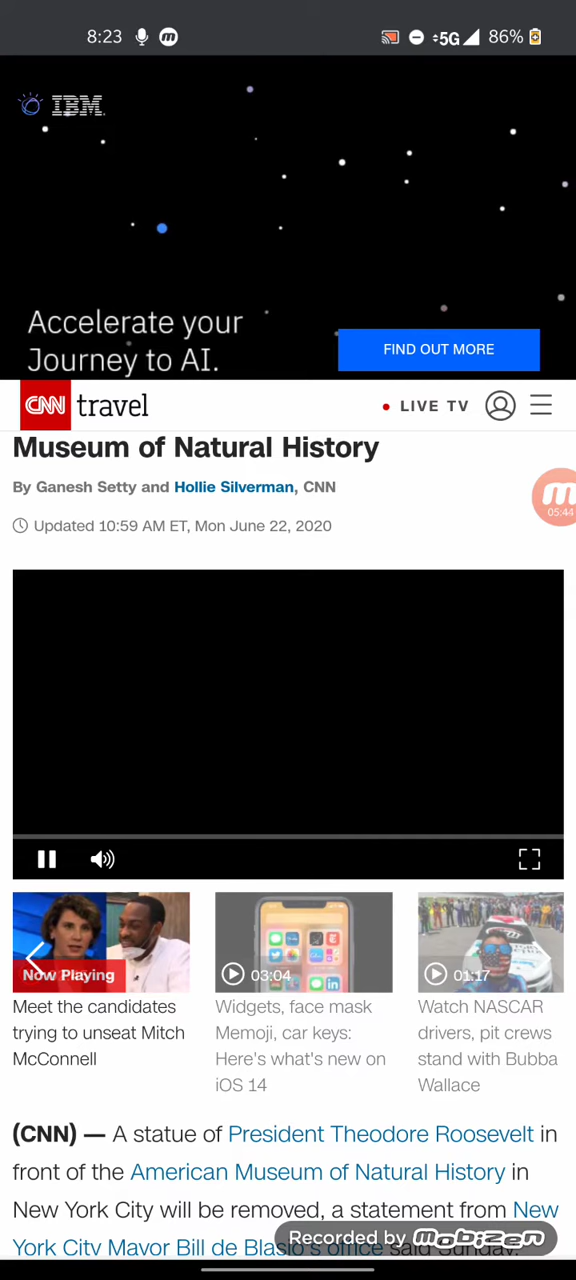 8:23
5G
86%
IBM
Accelerate your
Journey to AI.
FIND OUT MORE
CNN travel
LIVE TV
Museum of Natural History
By Ganesh Setty and Hollie Silverman, CNN
Updated 10:59 AM ET, Mon June 22, 2020
05:44
Now Playing
03:04
01:17
Meet the candidates
trying to unseat Mitch
McConnell
Widgets, face mask
Memoji, car keys:
Here's what's new on
iOS 14
Watch NASCAR
drivers, pit crews
stand with Bubba
Wallace
(CNN) — A statue of President Theodore Roosevelt in
front of the American Museum of Natural History in
New York City will be removed, a statement from New
York City Mayor Bill de Blasio's office said Sunday.
Recorded by mobizen